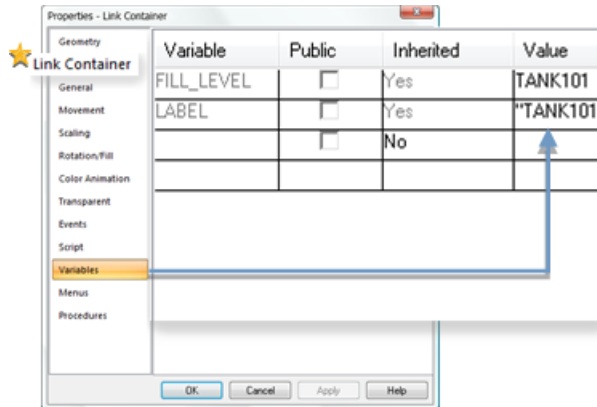 Properties - Link Container
Geometry
Link Container
General
Movement
Scaling
Rotation/Fill
Color Animation
Transparent
Events
Script
Variables
Menus
Procedures
Variable Public Inherited Value
FILL_LEVEL Yes TANK101
LABEL Yes "TANK101
No
OK Cancel Apply Help